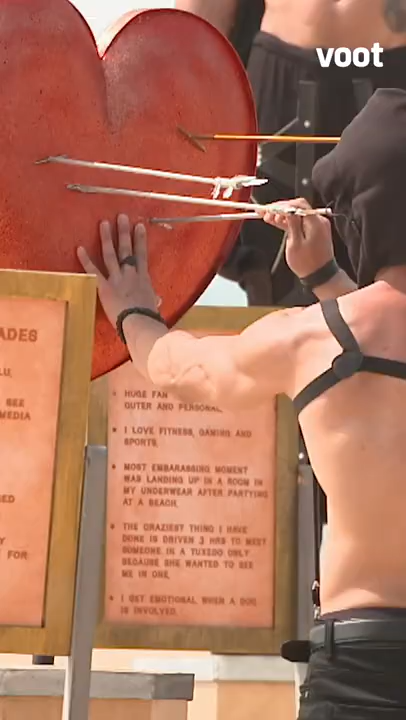 voot
ADES
LU,
SEE
MEDIA
ED
Y
FOR
HUGE FAN
OUTER AND PERSONAL
I LOVE FITNESS, GAMING AND
SPORTS.
MOST EMBARASSING MOMENT
WAS LANDING UP IN A ROOM IN
MY UNDERWEAR AFTER PARTYING
AT A BEACH.
THE CRAZIEST THING I HAVE
DONE IS DRIVEN 3 HRS TO MEET
SOMEONE IN A TUXEDO ONLY
BECAUSE SHE WANTED TO SEE
ME IN ONE.
I GET EMOTIONAL WHEN A DOG
IS INVOLVED.